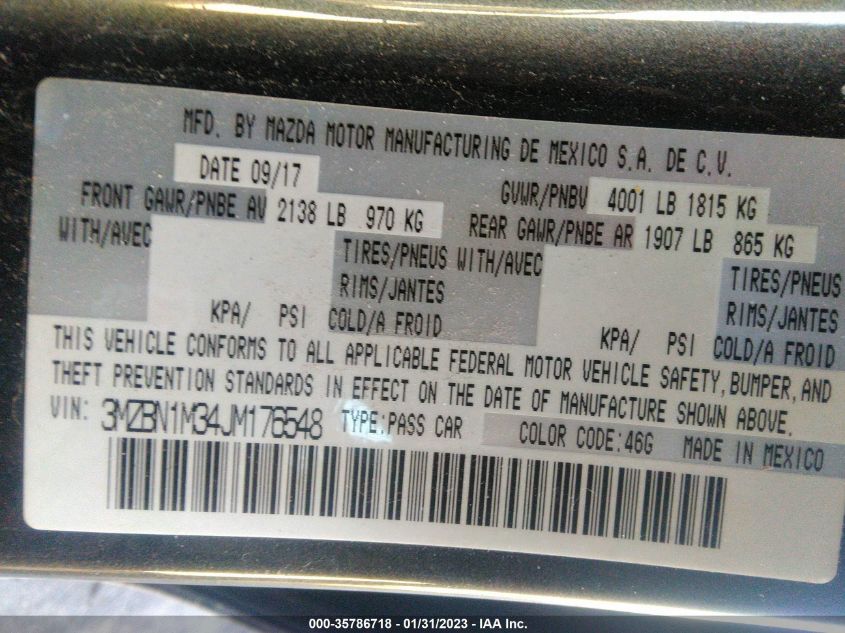 MFD. BY MAZDA MOTOR MANUFACTURING DE MEXICO S.A. DE C.V.
DATE 09/17 GVWR/PNBV 4001 LB 1815 KG
FRONT GAWR/PNBE AV 2138 LB 970 KG REAR GAWR/PNBE AR 1907 LB 865 KG
WITH/AVEC TIRES/PNEUS WITH/AVEC TIRES/PNEUS
RIMS/JANTES RIMS/JANTES
KPA/ PSI COLD/A FROID KPA/ PSI COLD/A FROID
THIS VEHICLE CONFORMS TO ALL APPLICABLE FEDERAL MOTOR VEHICLE SAFETY, BUMPER, AND
THEFT PREVENTION STANDARDS IN EFFECT ON THE DATE OF MANUFACTURE SHOWN ABOVE.
VIN: 3MZBN1M34JM176548 TYPE: PASS CAR COLOR CODE: 46G MADE IN MEXICO
000-35786718 - 01/31/2023 - © IAA Inc.